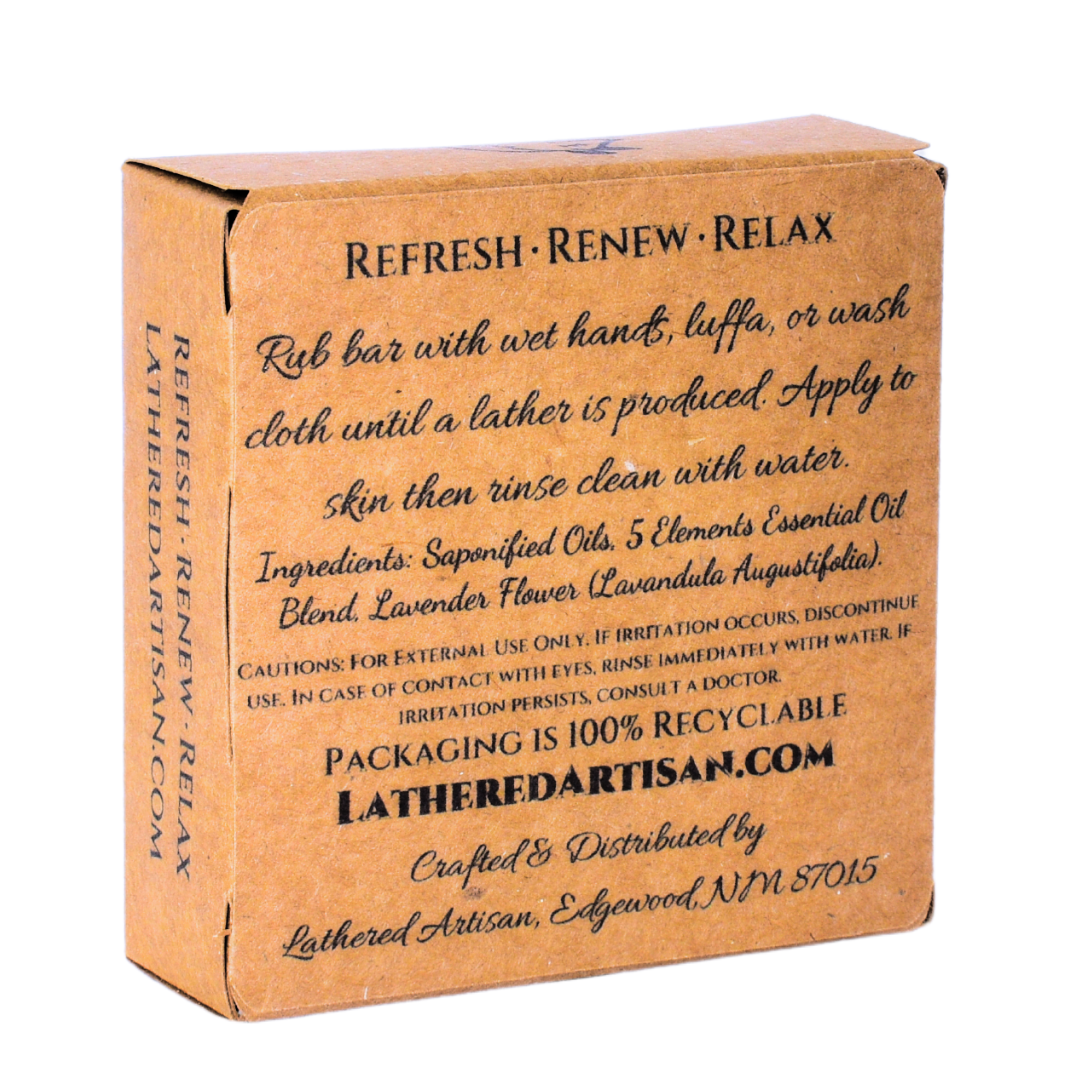 REFRESH · RENEW · RELAX
Rub bar with wet hands, luffa, or wash
cloth until a lather is produced. Apply to
skin then rinse clean with water.
Ingredients: Saponified Oils, 5 Elements Essential Oil
Blend, Lavender Flower (Lavandula Augustifolia).
CAUTIONS: FOR EXTERNAL USE ONLY. IF IRRITATION OCCURS, DISCONTINUE
USE. IN CASE OF CONTACT WITH EYES, RINSE IMMEDIATELY WITH WATER. IF
IRRITATION PERSISTS, CONSULT A DOCTOR.
PACKAGING IS 100% RECYCLABLE
LATHEREDARTISAN.COM
Crafted & Distributed by
Lathered Artisan, Edgewood, NM 87015
REFRESH · RENEW · RELAX
LATHEREDARTISAN.COM